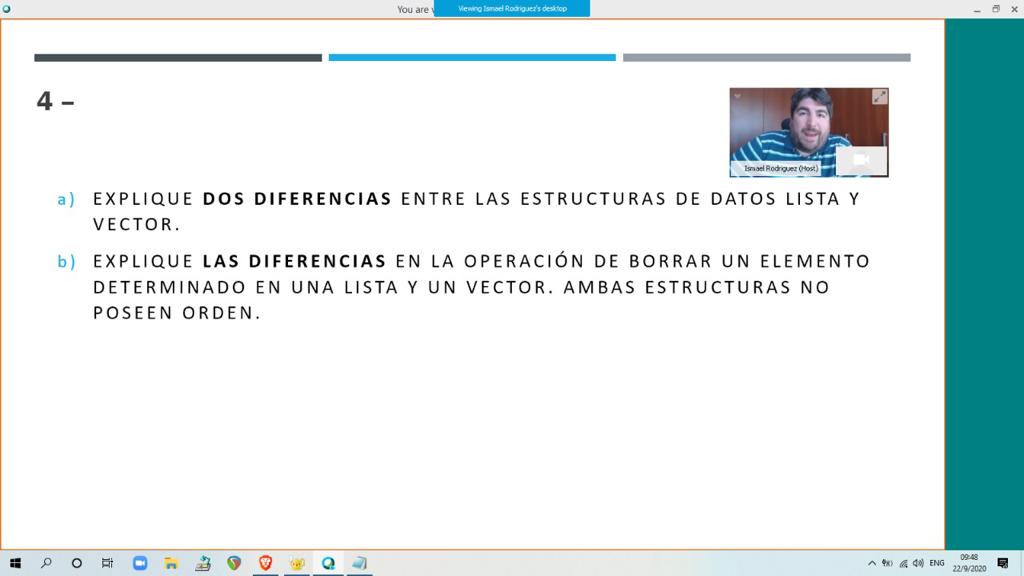 You are v
Viewing Ismael Rodriguez's desktop
4 –
Ismael Rodriguez (Host)
a) EXPLIQUE DOS DIFERENCIAS ENTRE LAS ESTRUCTURAS DE DATOS LISTA Y
VECTOR.
b) EXPLIQUE LAS DIFERENCIAS EN LA OPERACIÓN DE BORRAR UN ELEMENTO
DETERMINADO EN UNA LISTA Y UN VECTOR. AMBAS ESTRUCTURAS NO
POSEEN ORDEN.
ENG
09:48
22/9/2020